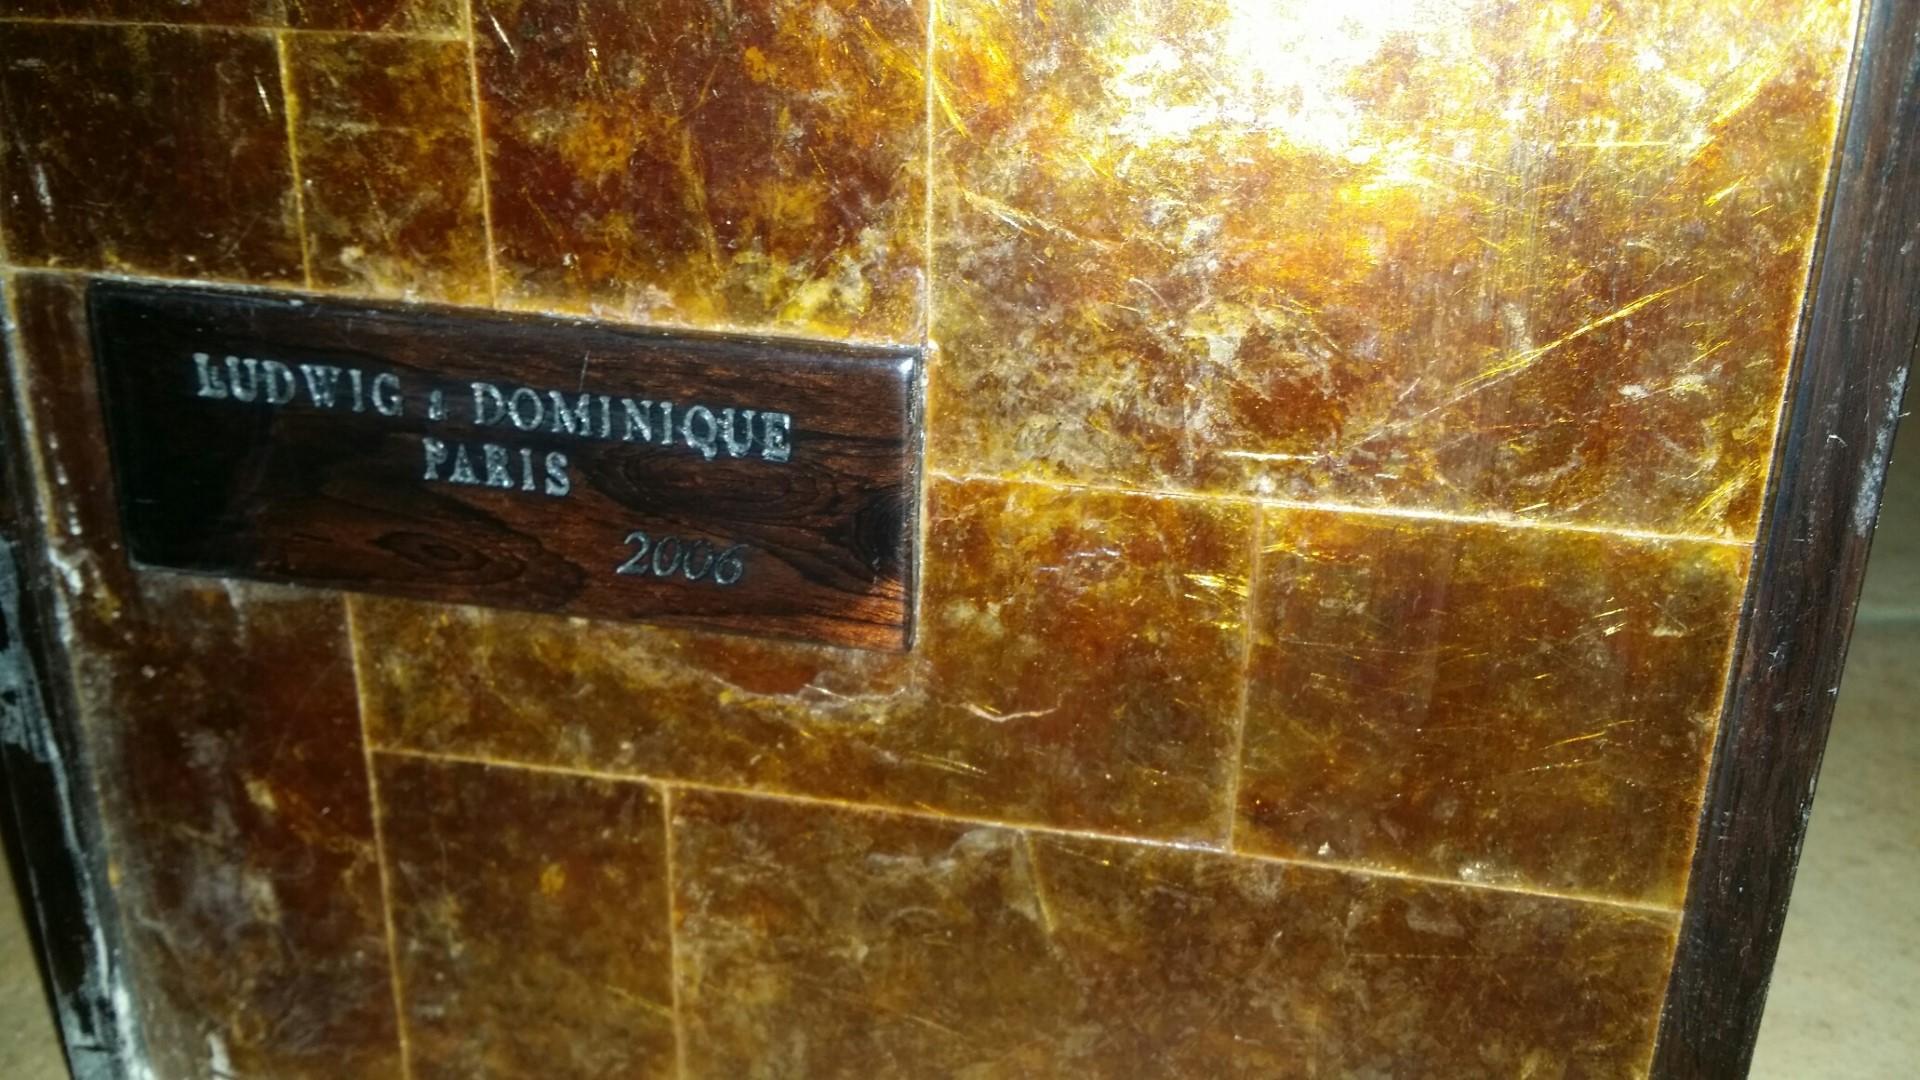 LUDWIG & DOMINIQUE
PARIS
2006